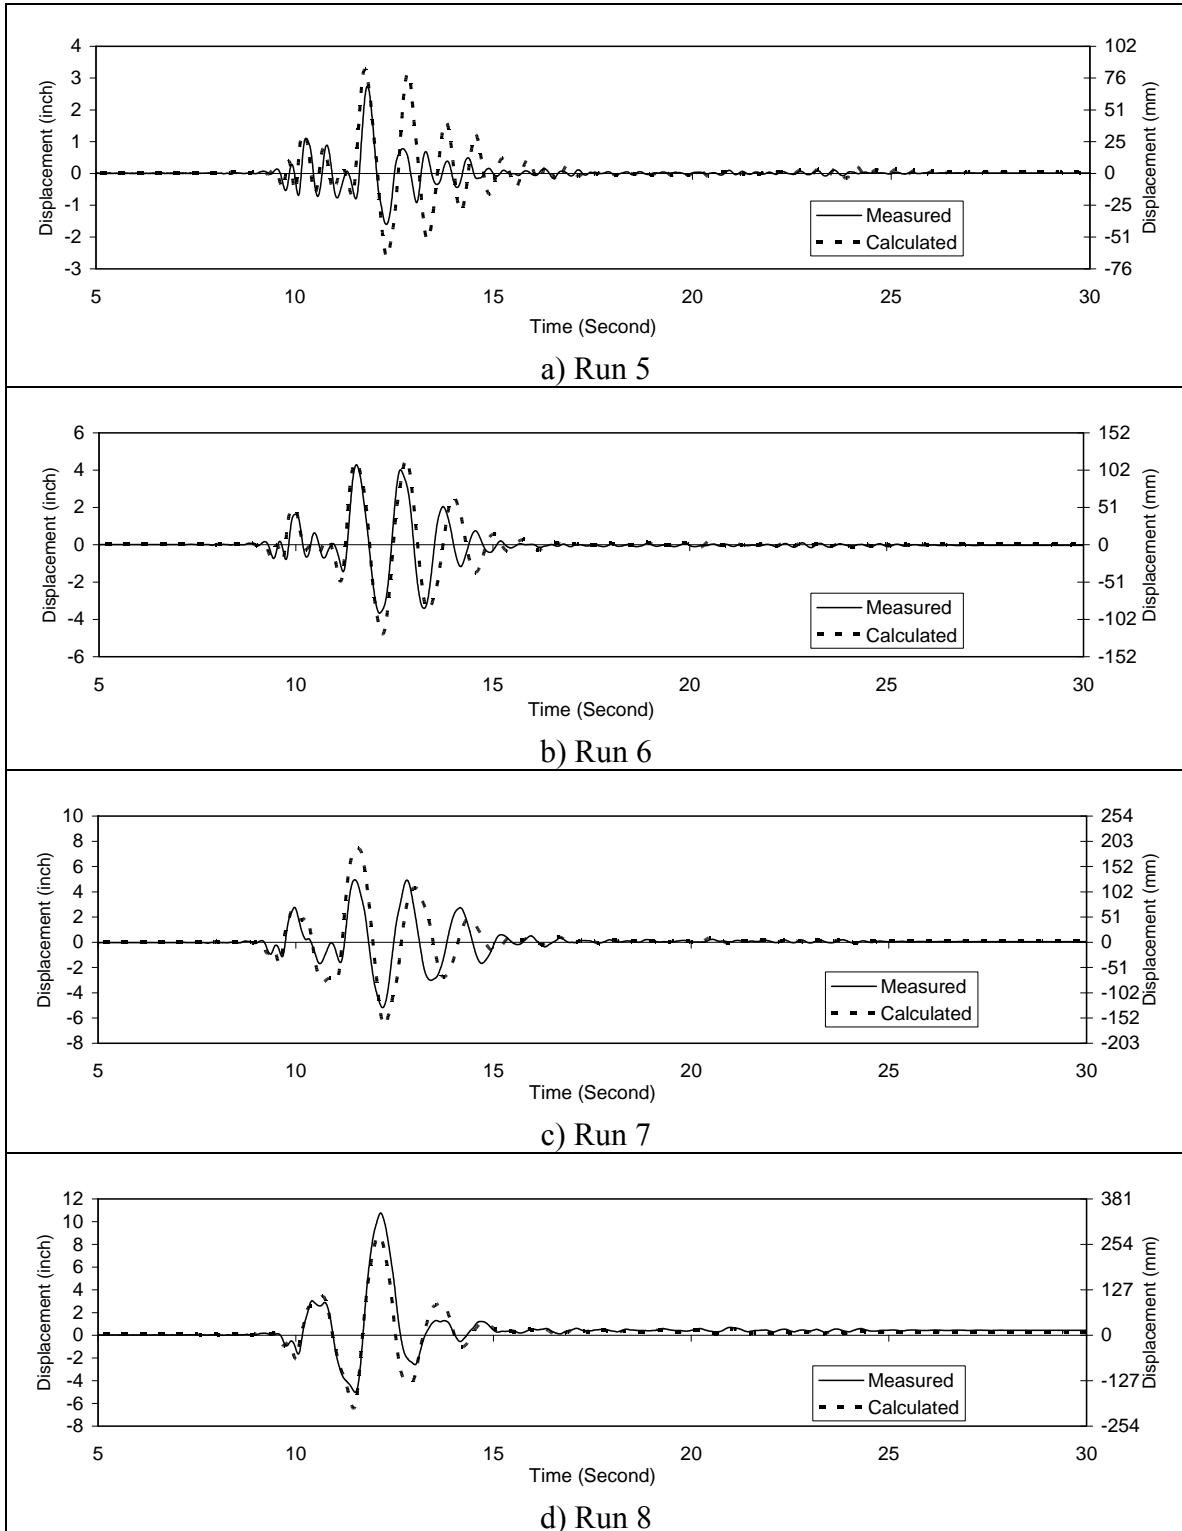 4 102
3 76
2 51
1 25
0 0
-1 -25
-2 -51
-3 -76
Displacement (inch)
Displacement (mm)
Measured
Calculated
5 10 15 20 25 30
Time (Second)
a) Run 5
6 152
4 102
2 51
0 0
-2 -51
-4 -102
-6 -152
Displacement (inch)
Displacement (mm)
Measured
Calculated
5 10 15 20 25 30
Time (Second)
b) Run 6
10 254
8 203
6 152
4 102
2 51
0 0
-2 -51
-4 -102
-6 -152
-8 -203
Displacement (inch)
Displacement (mm)
Measured
Calculated
5 10 15 20 25 30
Time (Second)
c) Run 7
12 381
10
8 254
6
4 127
2
0 0
-2
-4 -127
-6
-8 -254
Displacement (inch)
Displacement (mm)
Measured
Calculated
5 10 15 20 25 30
Time (Second)
d) Run 8